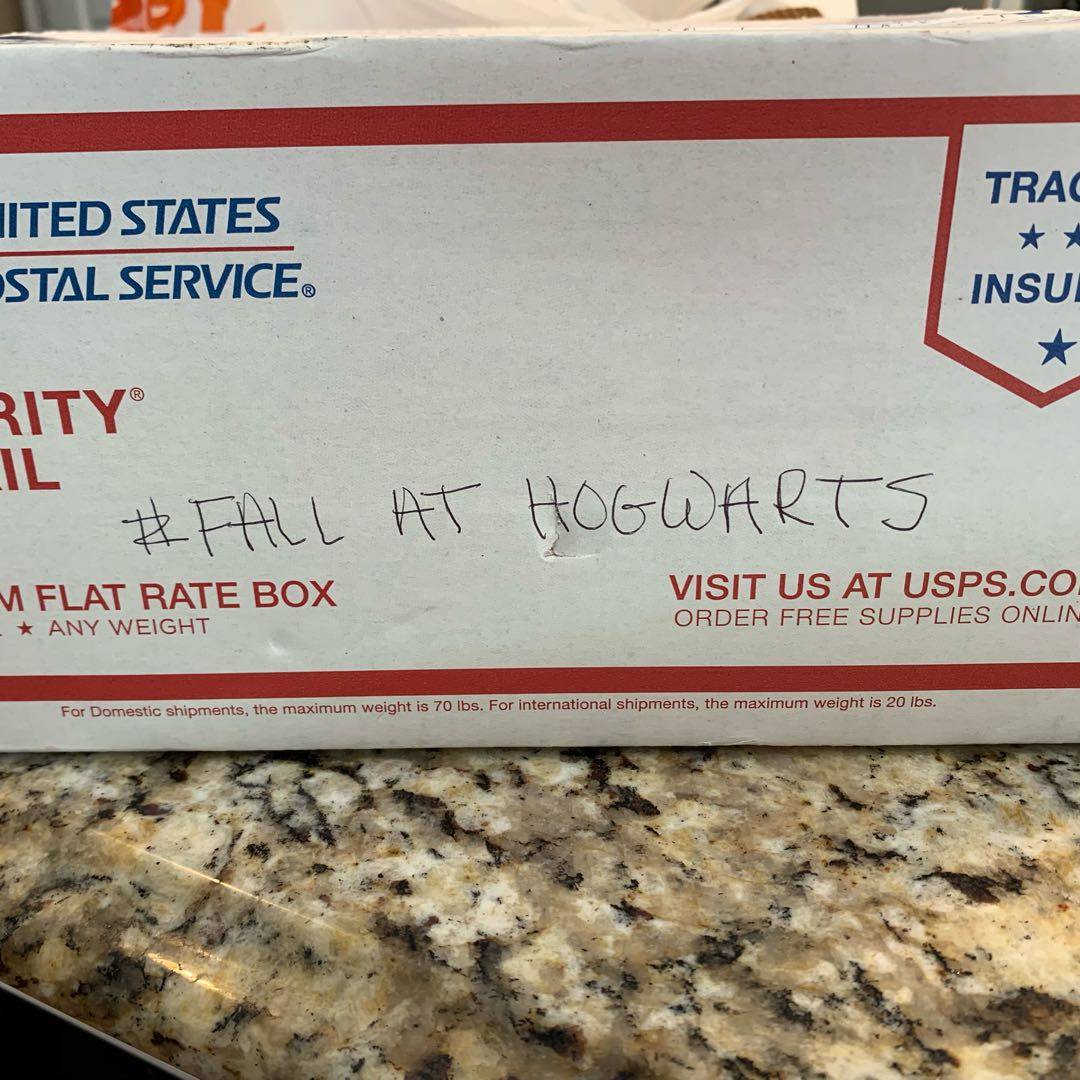 NITED STATES
OSTAL SERVICE®
TRAC
★ ★
INSU
★
RITY®
IL
#FALL AT HOGWARTS
M FLAT RATE BOX
★ ANY WEIGHT
VISIT US AT USPS.CO
ORDER FREE SUPPLIES ONLIN
For Domestic shipments, the maximum weight is 70 lbs. For international shipments, the maximum weight is 20 lbs.